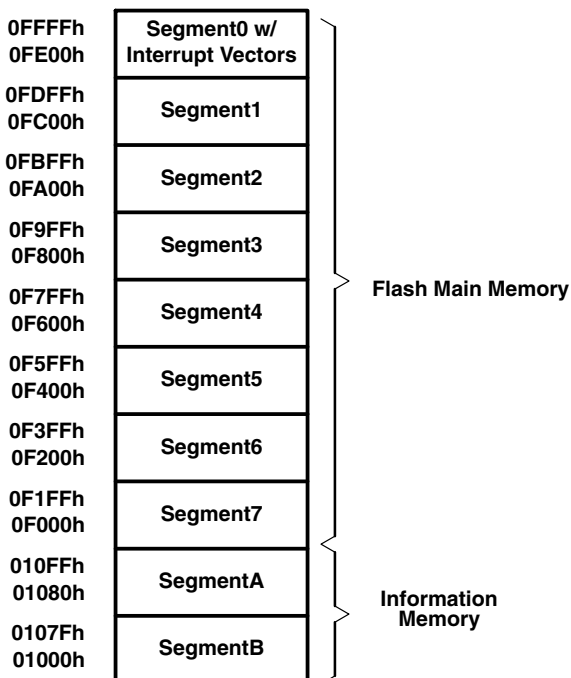 0FFFFh
0FE00h
Segment0 w/
Interrupt Vectors
0FDFFh
0FC00h
Segment1
0FBFFh
0FA00h
Segment2
0F9FFh
0F800h
Segment3
0F7FFh
0F600h
Segment4
0F5FFh
0F400h
Segment5
0F3FFh
0F200h
Segment6
0F1FFh
0F000h
Segment7
010FFh
01080h
SegmentA
0107Fh
01000h
SegmentB
Flash Main Memory
Information
Memory